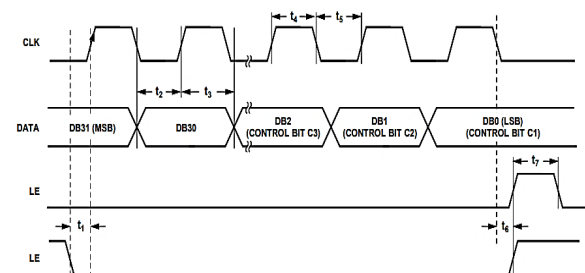 CLK
t4
t5
t2
t3
DATA
DB31 (MSB)
DB30
DB2
(CONTROL BIT C3)
DB1
(CONTROL BIT C2)
DB0 (LSB)
(CONTROL BIT C1)
t7
LE
t1
t6
LE